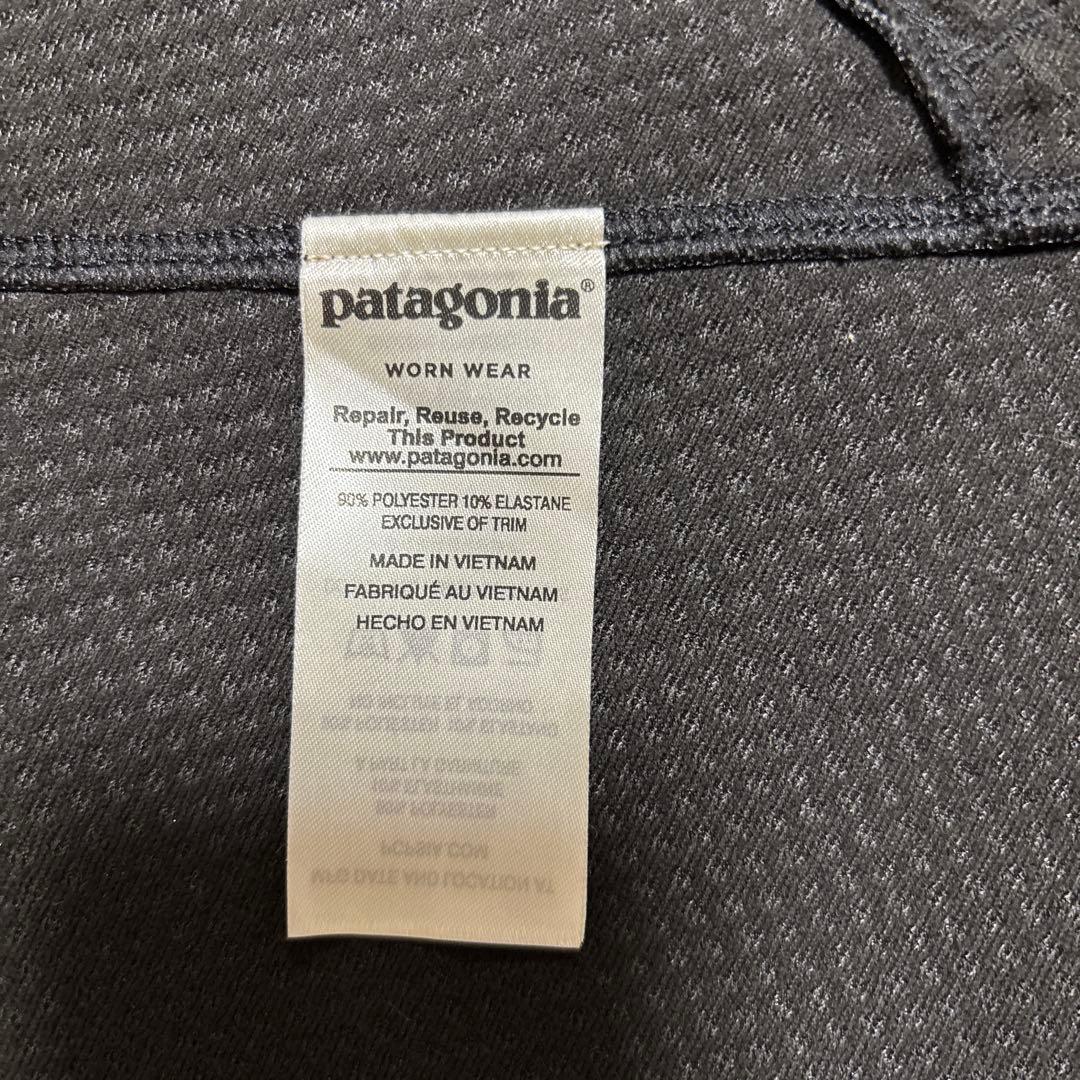 patagonia®
WORN WEAR
Repair, Reuse, Recycle
This Product
www.patagonia.com
90% POLYESTER 10% ELASTANE
EXCLUSIVE OF TRIM
MADE IN VIETNAM
FABRIQUÉ AU VIETNAM
HECHO EN VIETNAM